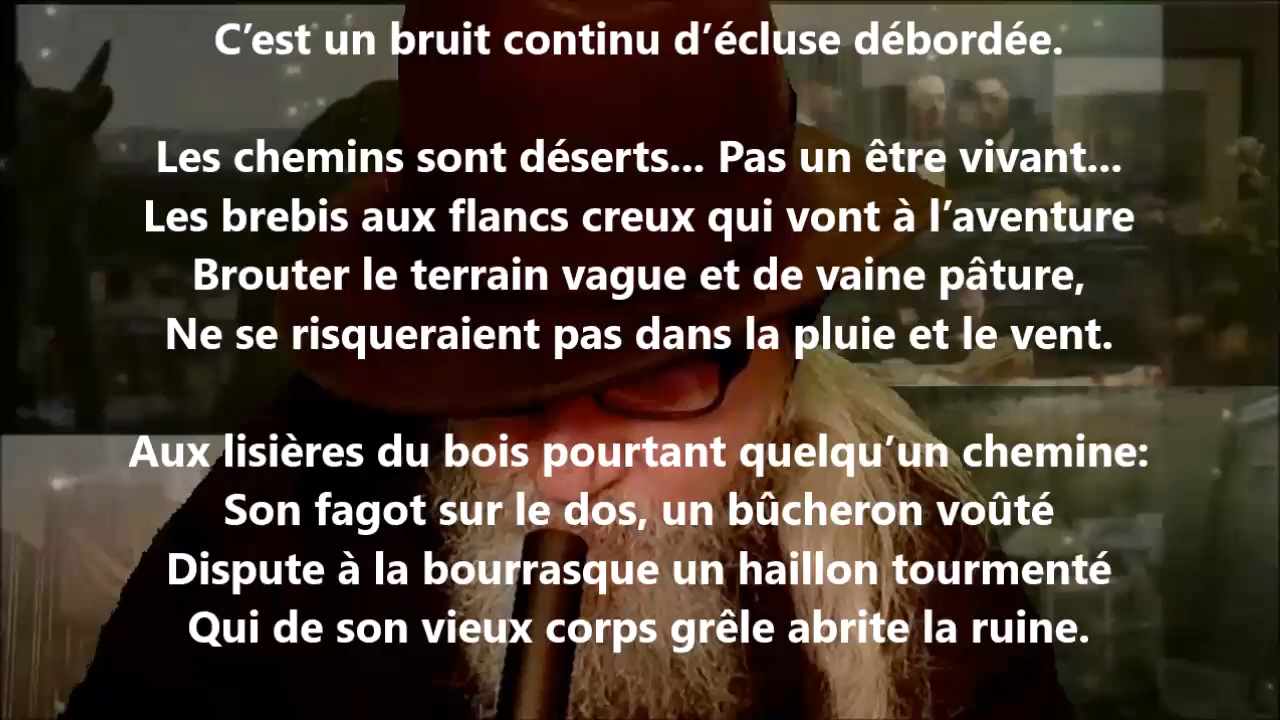 C’est un bruit continu d’écluse débordée.
Les chemins sont déserts... Pas un être vivant...
Les brebis aux flancs creux qui vont à l’aventure
Brouter le terrain vague et de vaine pâture,
Ne se risqueraient pas dans la pluie et le vent.
Aux lisières du bois pourtant quelqu’un chemine:
Son fagot sur le dos, un bûcheron voûté
Dispute à la bourrasque un haillon tourmenté
Qui de son vieux corps grêle abrite la ruine.